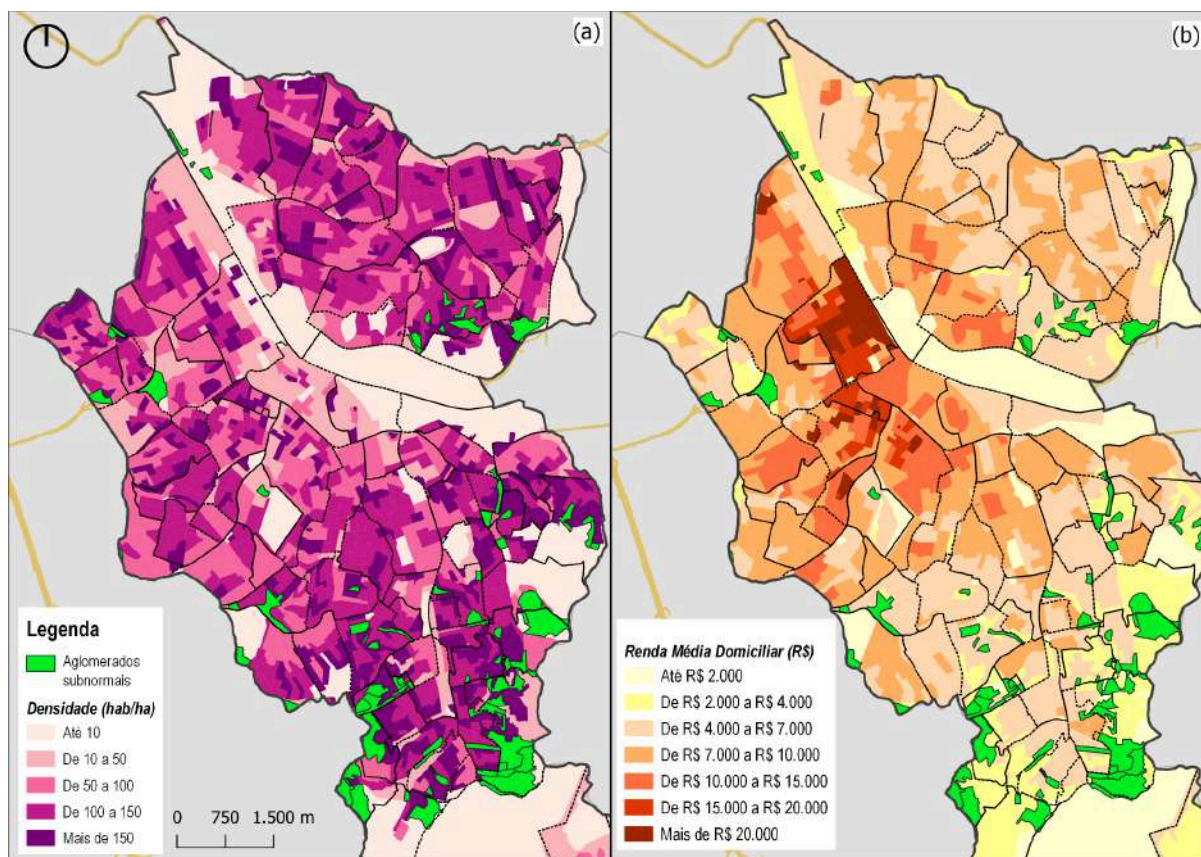 (a)
Legenda
Aglomerados
subnormais
Densidade (hab/ha)
Até 10
De 10 a 50
De 50 a 100
De 100 a 150
Mais de 150
0 750 1.500 m
(b)
Renda Média Domiciliar (R$)
Até R$ 2.000
De R$ 2.000 a R$ 4.000
De R$ 4.000 a R$ 7.000
De R$ 7.000 a R$ 10.000
De R$ 10.000 a R$ 15.000
De R$ 15.000 a R$ 20.000
Mais de R$ 20.000